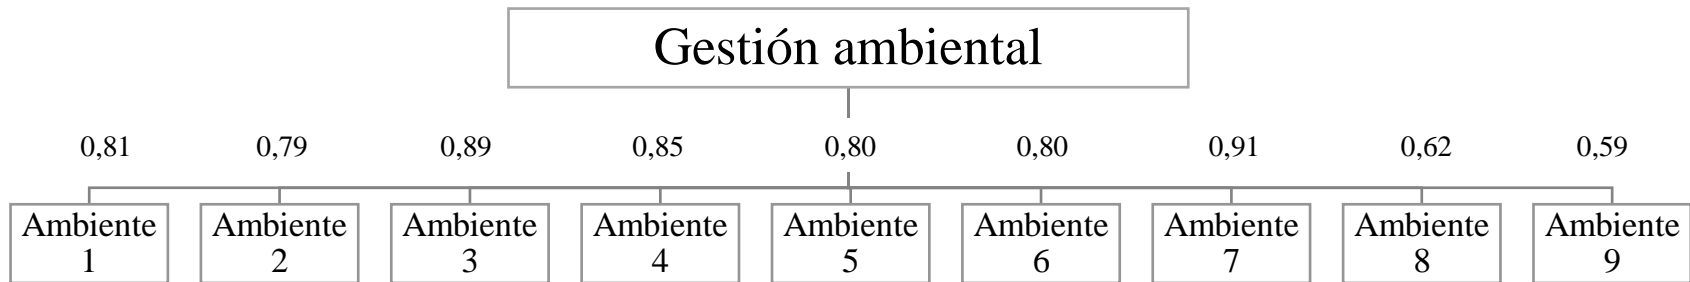 Gestión ambiental
0,81 0,79 0,89 0,85 0,80 0,80 0,91 0,62 0,59
Ambiente Ambiente Ambiente Ambiente Ambiente Ambiente Ambiente Ambiente Ambiente
1 2 3 4 5 6 7 8 9